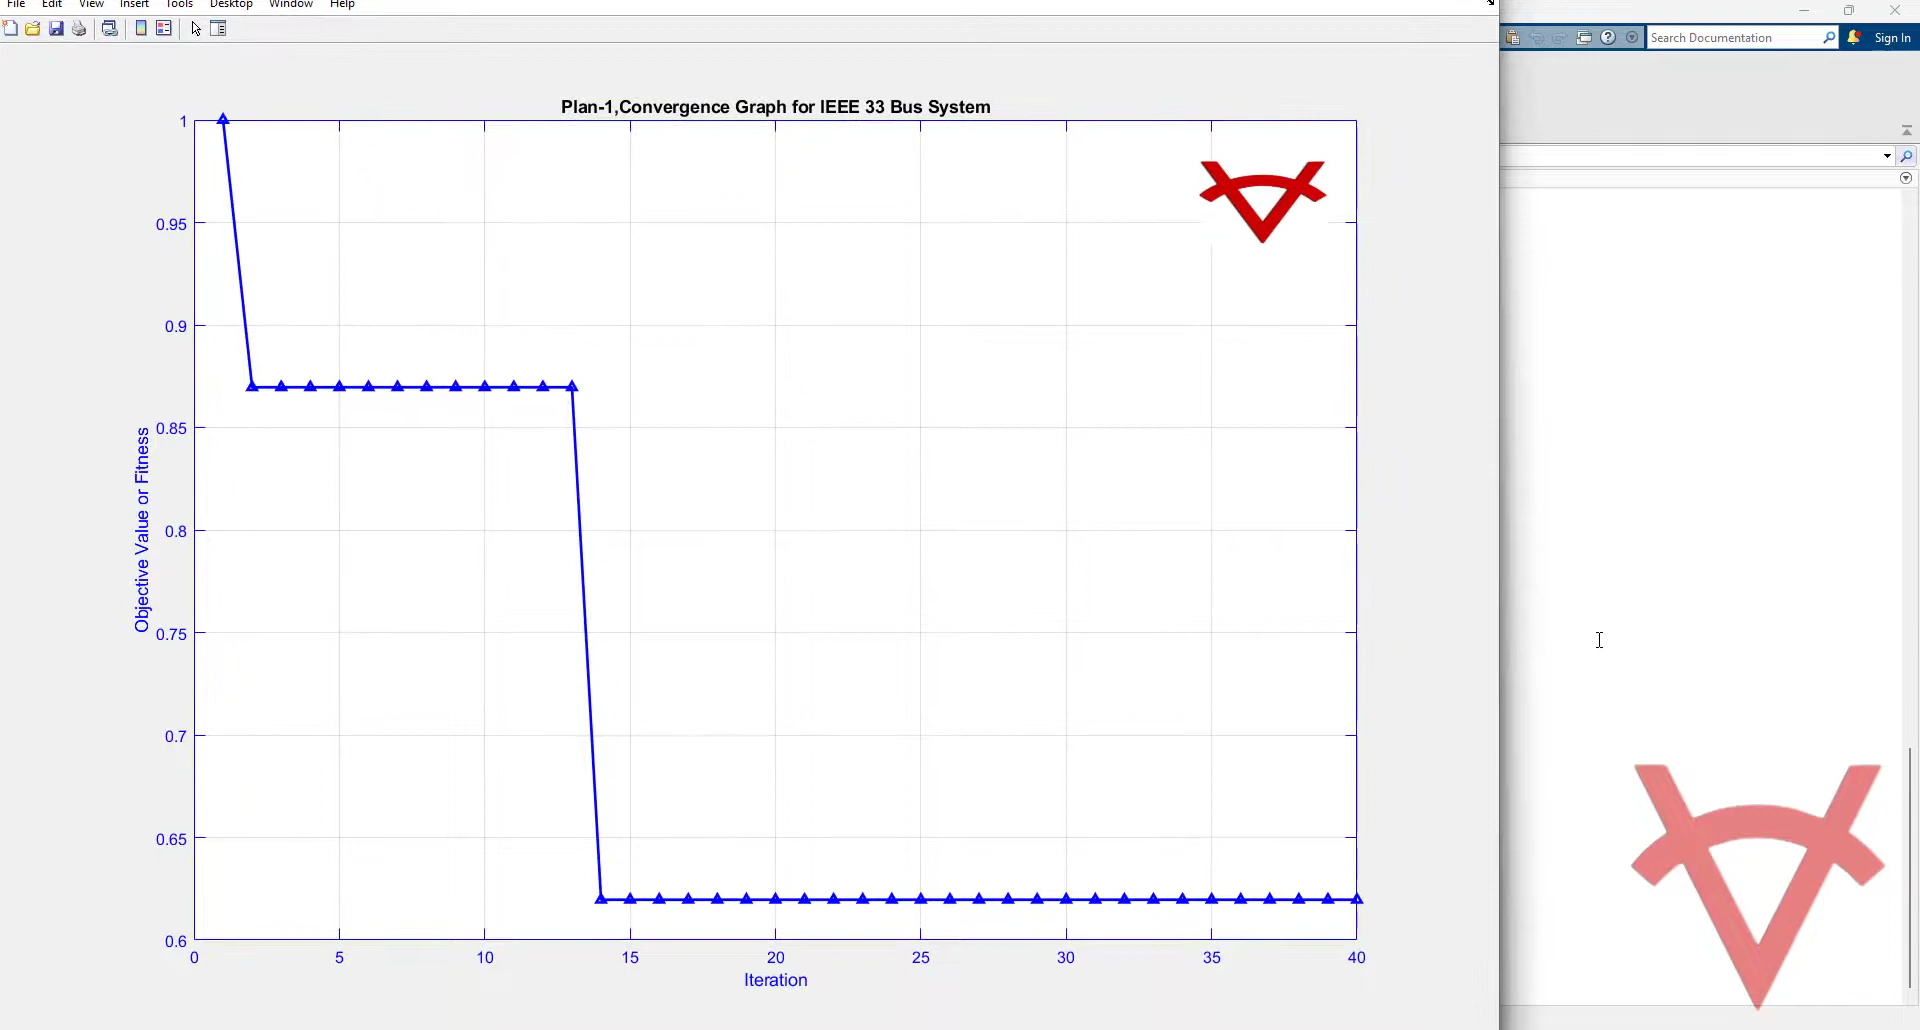 File Edit View Insert Tools Desktop Window Help
Search Documentation
Sign In
Plan-1,Convergence Graph for IEEE 33 Bus System
1
0.95
0.9
0.85
0.8
0.75
0.7
0.65
0.6
Objective Value or Fitness
0 5 10 15 20 25 30 35 40
Iteration